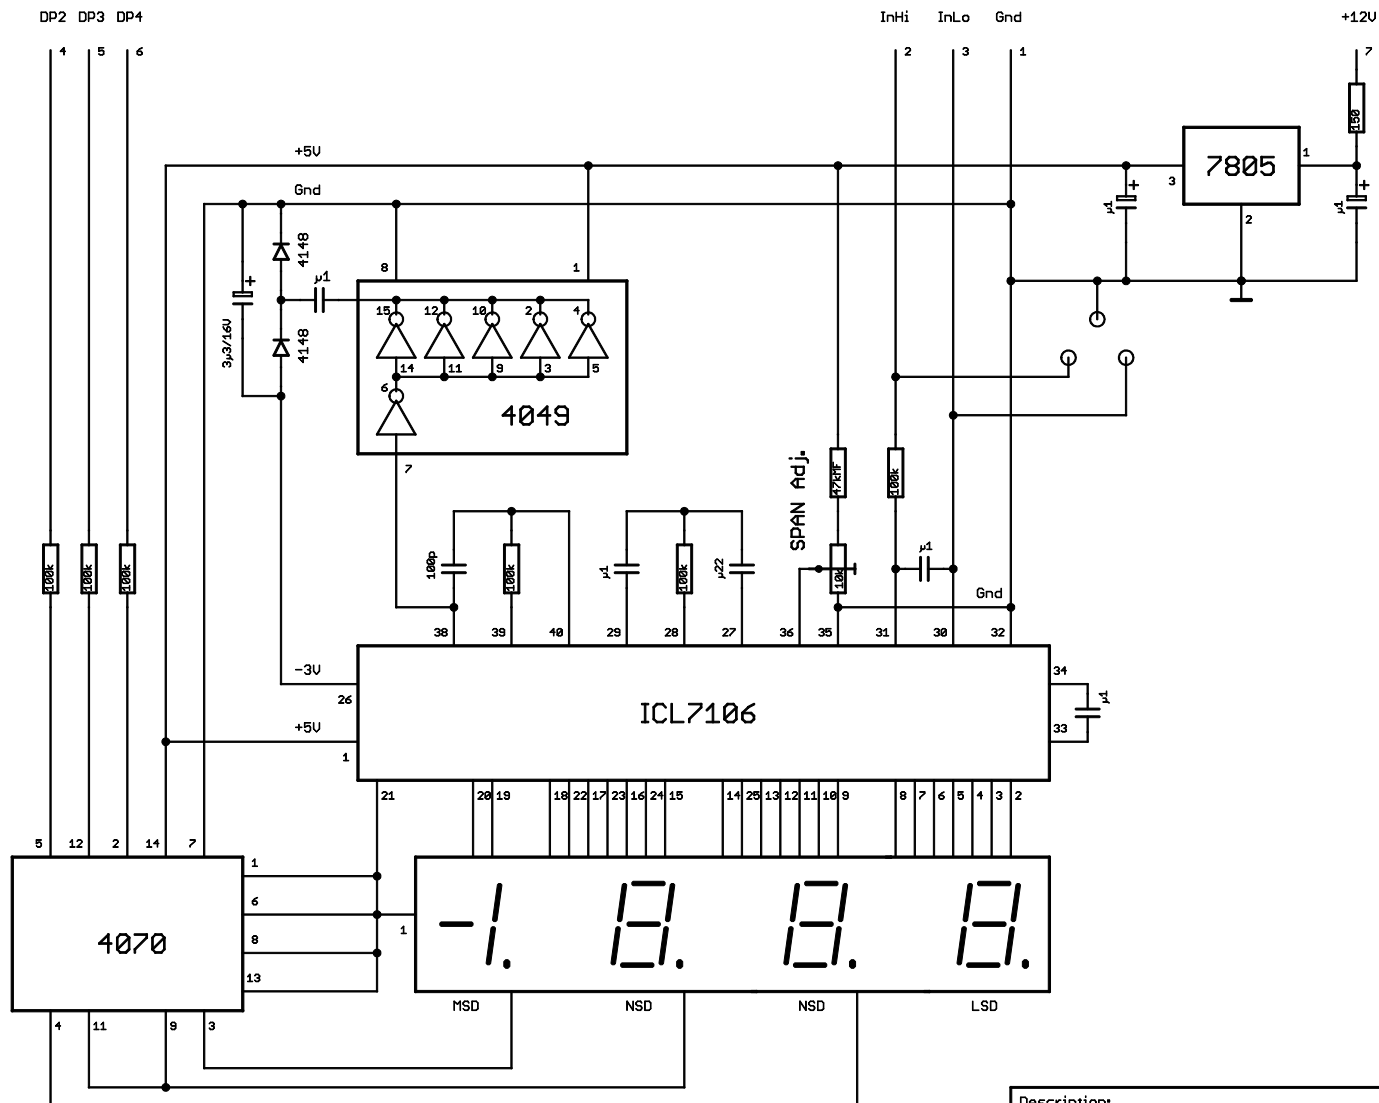 DP2 DP3 DP4 InHi InLo Gnd +12V
4 5 6 2 3 1 7
150
+5V
7805
1
3
Gnd
µ1
µ1
2
4148
8
1
µ1
3µ3/16V
15 12 10 2 4
4148
14 11 9 3 5
6
4049
7
SPAN Adj.
47kMF
100k
100k 100k 100k
100p
100k
µ1
100k
µ22
10k
µ1
Gnd
38 39 40 29 28 27 36 35 31 30 32
-3V
26
34
ICL7106
µ1
+5V
33
1
21 20 19 18 22 17 23 16 24 15 14 25 13 12 11 10 9 8 7 6 5 4 3 2
5 12 2 14 7
1
6
-1. 8. 8. 8.
4070
1
8
13
MSD NSD NSD LSD
4 11 9 3
Description: